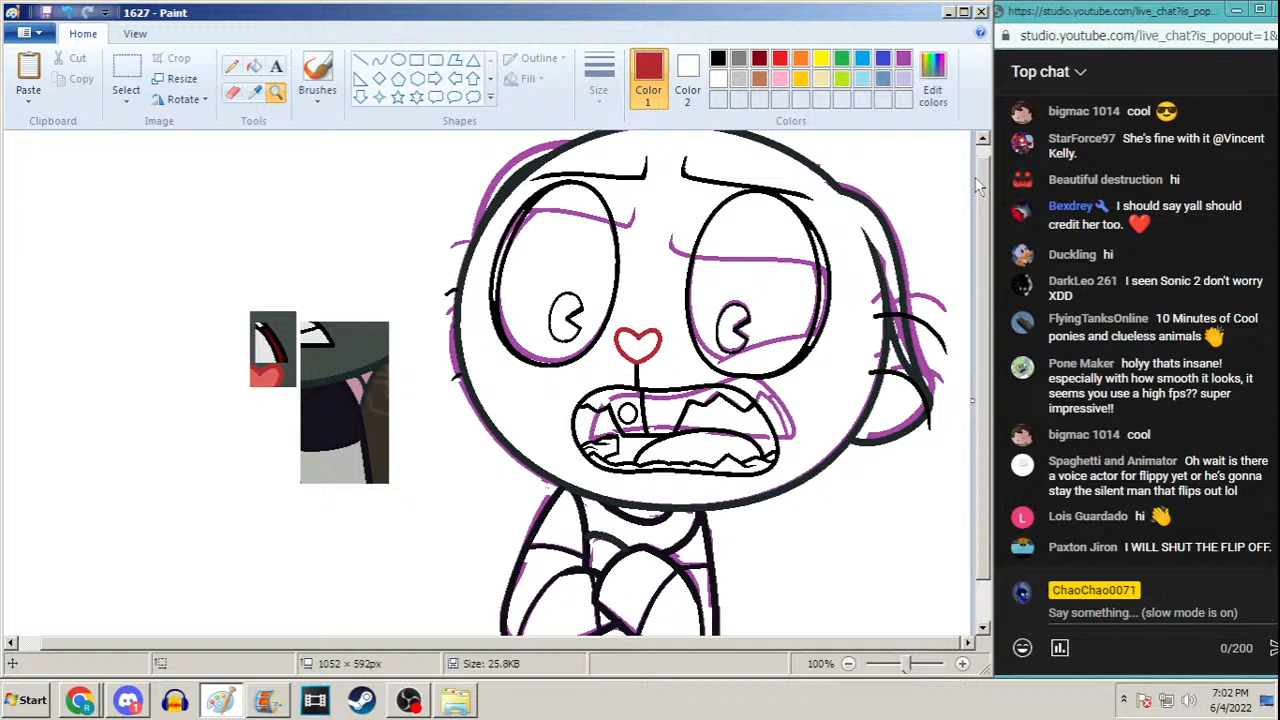 1627 - Paint
https://studio.youtube.com/live_chat?is_pop...
Home
View
https://studio.youtube.com/live_chat?is_popout=1&
Paste
Cut
Copy
Select
Crop
Resize
Rotate
A
Brushes
Outline
Fill
Size
Color 1
Color 2
Edit colors
Clipboard
Image
Tools
Shapes
Colors
Top chat
bigmac 1014 cool
StarForce97 She's fine with it @Vincent
Kelly.
Beautiful destruction hi
Bexdrey I should say yall should
credit her too.
Duckling hi
DarkLeo 261 I seen Sonic 2 don't worry
XDD
FlyingTanksOnline 10 Minutes of Cool
ponies and clueless animals
Pone Maker holyy thats insane!
especially with how smooth it looks, it
seems you use a high fps?? super
impressive!!
bigmac 1014 cool
Spaghetti and Animator Oh wait is there
a voice actor for flippy yet or he's gonna
stay the silent man that flips out lol
Lois Guardado hi
Paxton Jiron I WILL SHUT THE FLIP OFF.
ChaoChao0071
Say something... (slow mode is on)
0/200
1052 × 592px
Size: 25.8KB
100%
Start
7:02 PM
6/4/2022